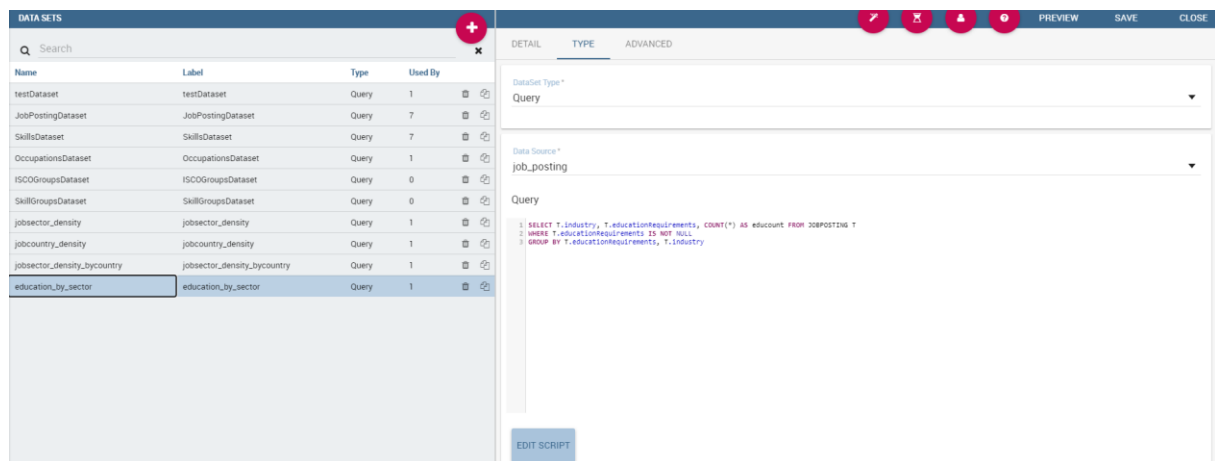 DATA SETS
Search
Name Label Type Used By
testDataset testDataset Query 1
JobPostingDataset JobPostingDataset Query 7
SkillsDataset SkillsDataset Query 7
OccupationsDataset OccupationsDataset Query 1
ISCOGroupsDataset ISCOGroupsDataset Query 0
SkillGroupsDataset SkillGroupsDataset Query 0
jobsector_density jobsector_density Query 1
jobcountry_density jobcountry_density Query 1
jobsector_density_bycountry jobsector_density_bycountry Query 1
education_by_sector education_by_sector Query 1
PREVIEW SAVE CLOSE
DETAIL TYPE ADVANCED
DataSet Type *
Query
Data Source *
job_posting
Query
1 SELECT T.industry, T.educationRequirements, COUNT(*) AS educount FROM JOBPOSTING T
2 WHERE T.educationRequirements IS NOT NULL
3 GROUP BY T.educationRequirements, T.industry
EDIT SCRIPT